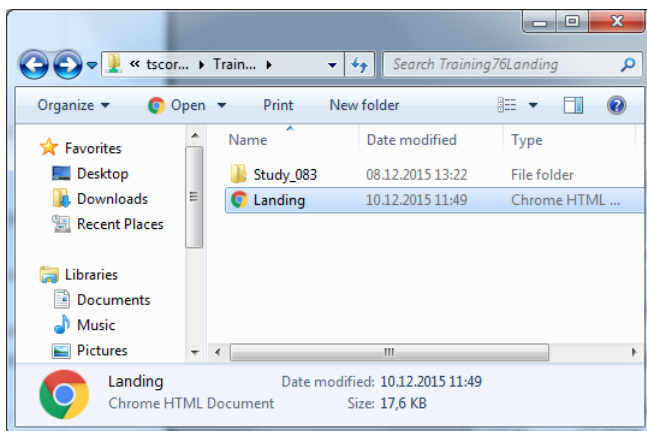 « tscor... Train... Search Training76Landing
Organize Open Print New folder
Name Date modified Type
Favorites
Desktop
Downloads
Recent Places
Libraries
Documents
Music
Pictures
Study_083 08.12.2015 13:22 File folder
Landing 10.12.2015 11:49 Chrome HTML ...
Landing Date modified: 10.12.2015 11:49
Chrome HTML Document Size: 17,6 KB